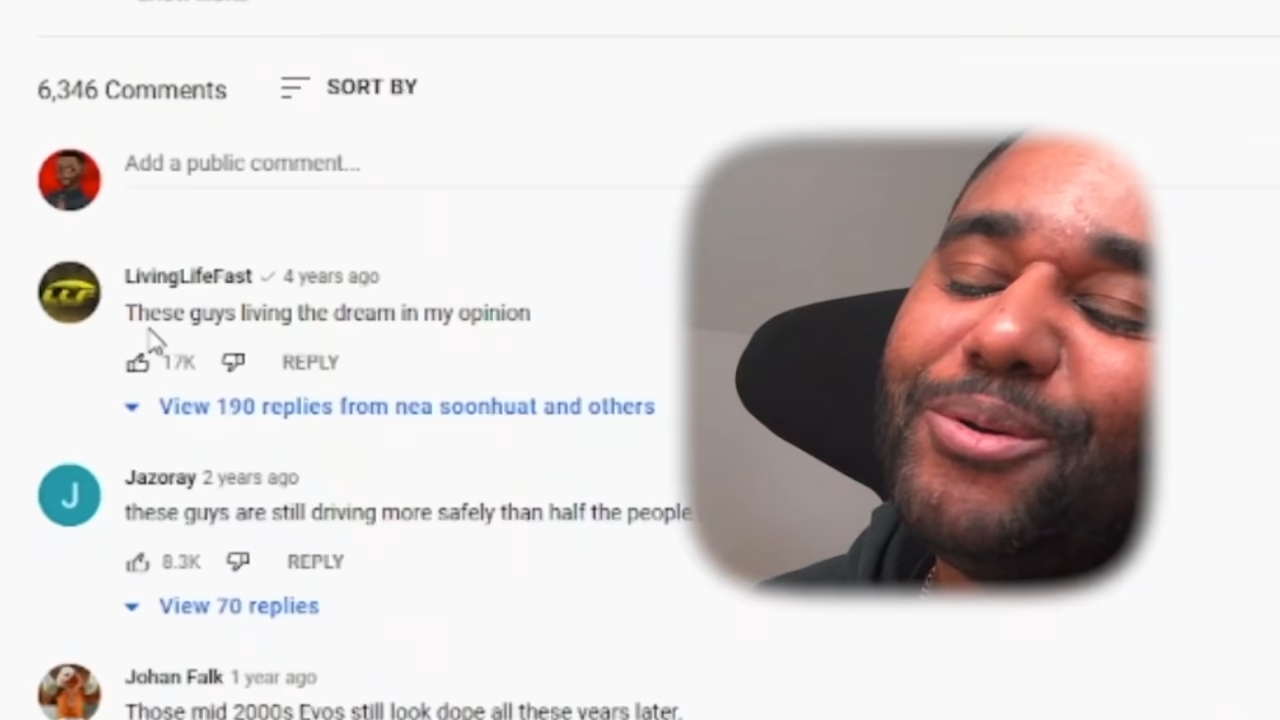 6,346 Comments SORT BY
Add a public comment...
LivingLifeFast 4 years ago
These guys living the dream in my opinion
17K REPLY
View 190 replies from nea soonhuat and others
J
Jazoray 2 years ago
these guys are still driving more safely than half the people
8.3K REPLY
View 70 replies
Johan Falk 1 year ago
Those mid 2000s Evos still look dope all these years later.